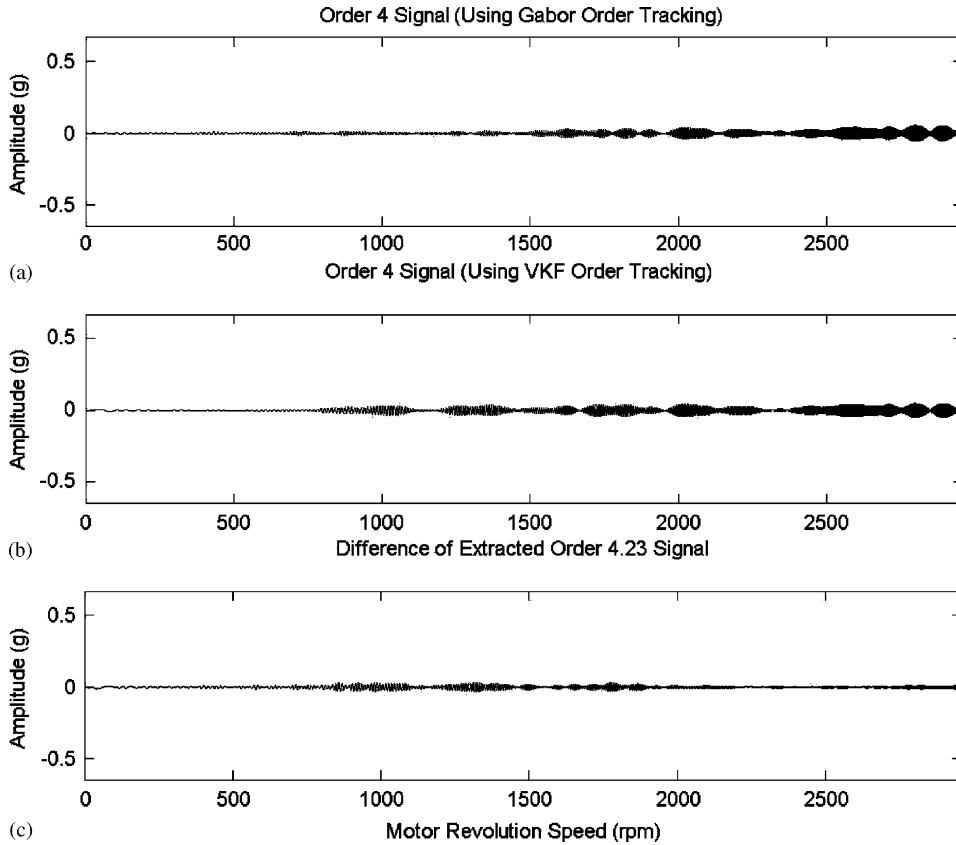 Order 4 Signal (Using Gabor Order Tracking)
0.5
0
-0.5
Amplitude (g)
0 500 1000 1500 2000 2500
(a)
Order 4 Signal (Using VKF Order Tracking)
0.5
0
-0.5
Amplitude (g)
0 500 1000 1500 2000 2500
(b)
Difference of Extracted Order 4.23 Signal
0.5
0
-0.5
Amplitude (g)
0 500 1000 1500 2000 2500
(c)
Motor Revolution Speed (rpm)